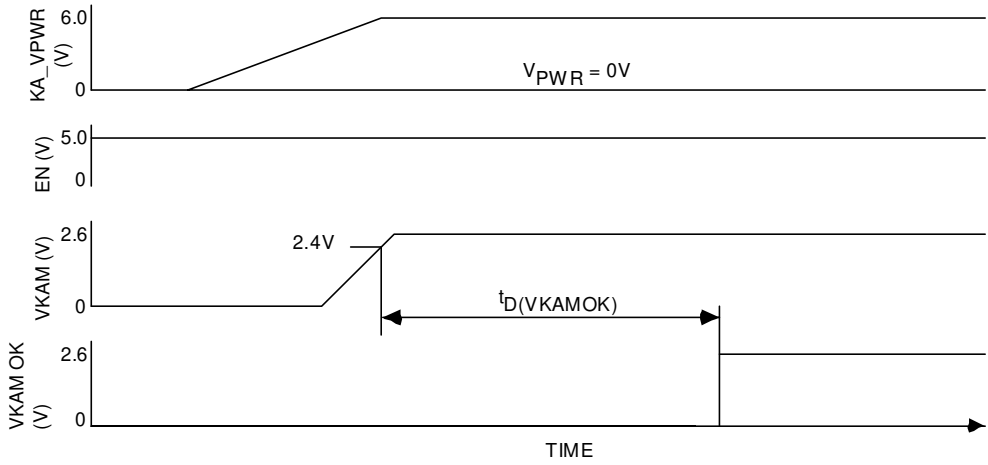 KA_VPWR
(V)
6.0
0
VPWR = 0V
EN (V)
5.0
0
VKAM (V)
2.6
0
2.4V
tD(VKAMOK)
VKAM OK
(V)
2.6
0
TIME